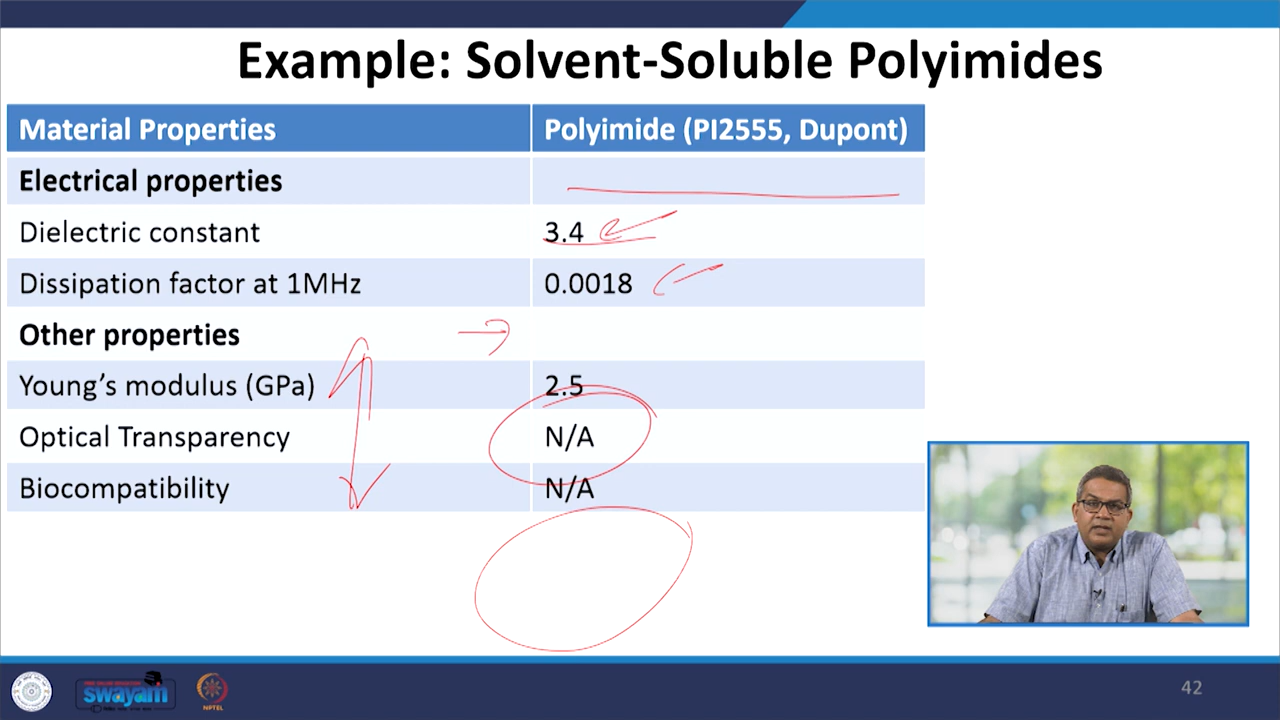 Example: Solvent-Soluble Polyimides
Material Properties Polyimide (PI2555, Dupont)
Electrical properties
Dielectric constant 3.4
Dissipation factor at 1MHz 0.0018
Other properties
Young’s modulus (GPa) 2.5
Optical Transparency N/A
Biocompatibility N/A
swayam
NPTEL
42